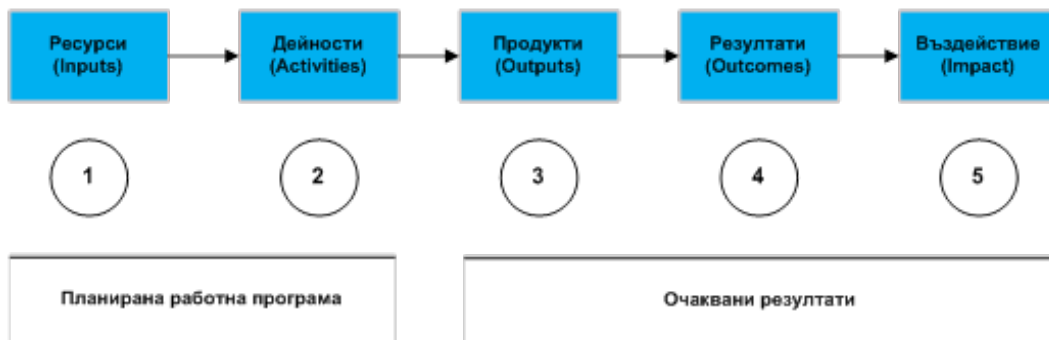 Ресурси
(Inputs)
Дейности
(Activities)
Продукти
(Outputs)
Резултати
(Outcomes)
Въздействие
(Impact)
1
2
3
4
5
Планирана работна програма
Очаквани резултати